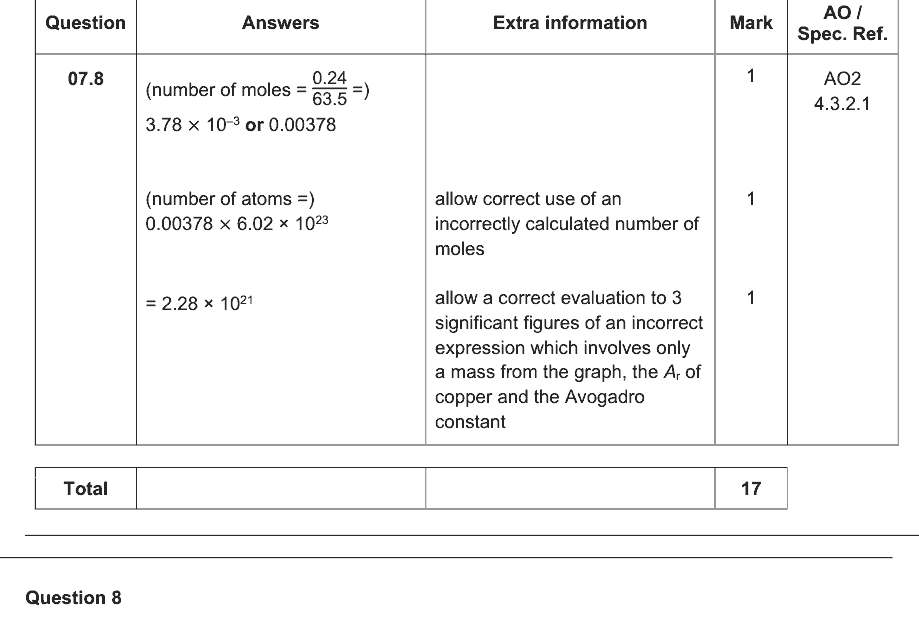 Question Answers Extra information Mark AO /
Spec. Ref.
07.8 (number of moles = 0.24/63.5 =) 1 AO2
3.78 × 10⁻³ or 0.00378 4.3.2.1
(number of atoms =) allow correct use of an 1
0.00378 × 6.02 × 10²³ incorrectly calculated number of
moles
= 2.28 × 10²¹ allow a correct evaluation to 3 1
significant figures of an incorrect
expression which involves only
a mass from the graph, the Aᵣ of
copper and the Avogadro
constant
Total 17
Question 8